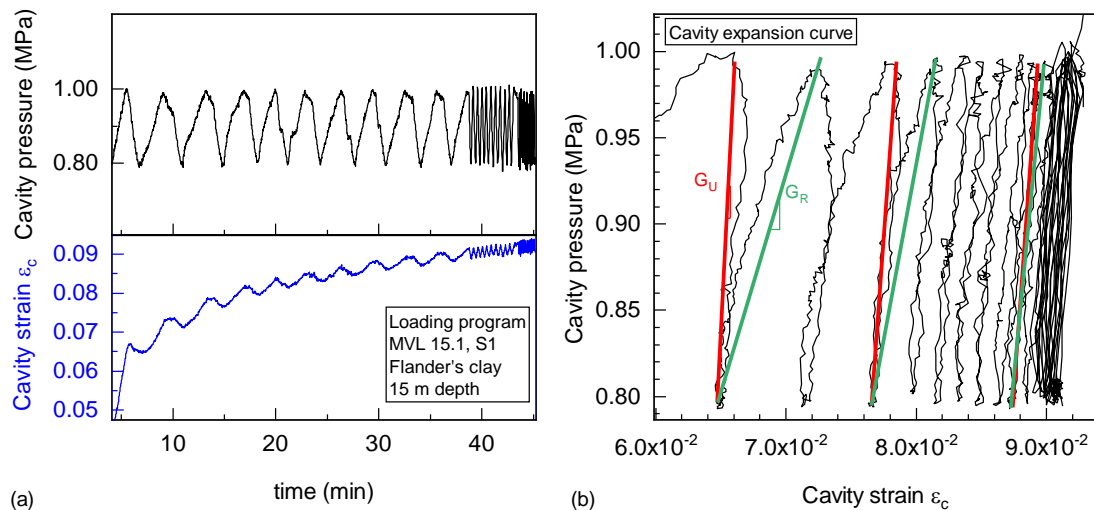 Cavity pressure (MPa)
1.00
0.80
Cavity strain εc
0.09
0.08
0.07
0.06
0.05
Loading program
MVL 15.1, S1
Flander's clay
15 m depth
10
20
30
40
time (min)
(a)
Cavity expansion curve
Cavity pressure (MPa)
1.00
0.95
0.90
0.85
0.80
GU
GR
6.0x10-2
7.0x10-2
8.0x10-2
9.0x10-2
Cavity strain εc
(b)